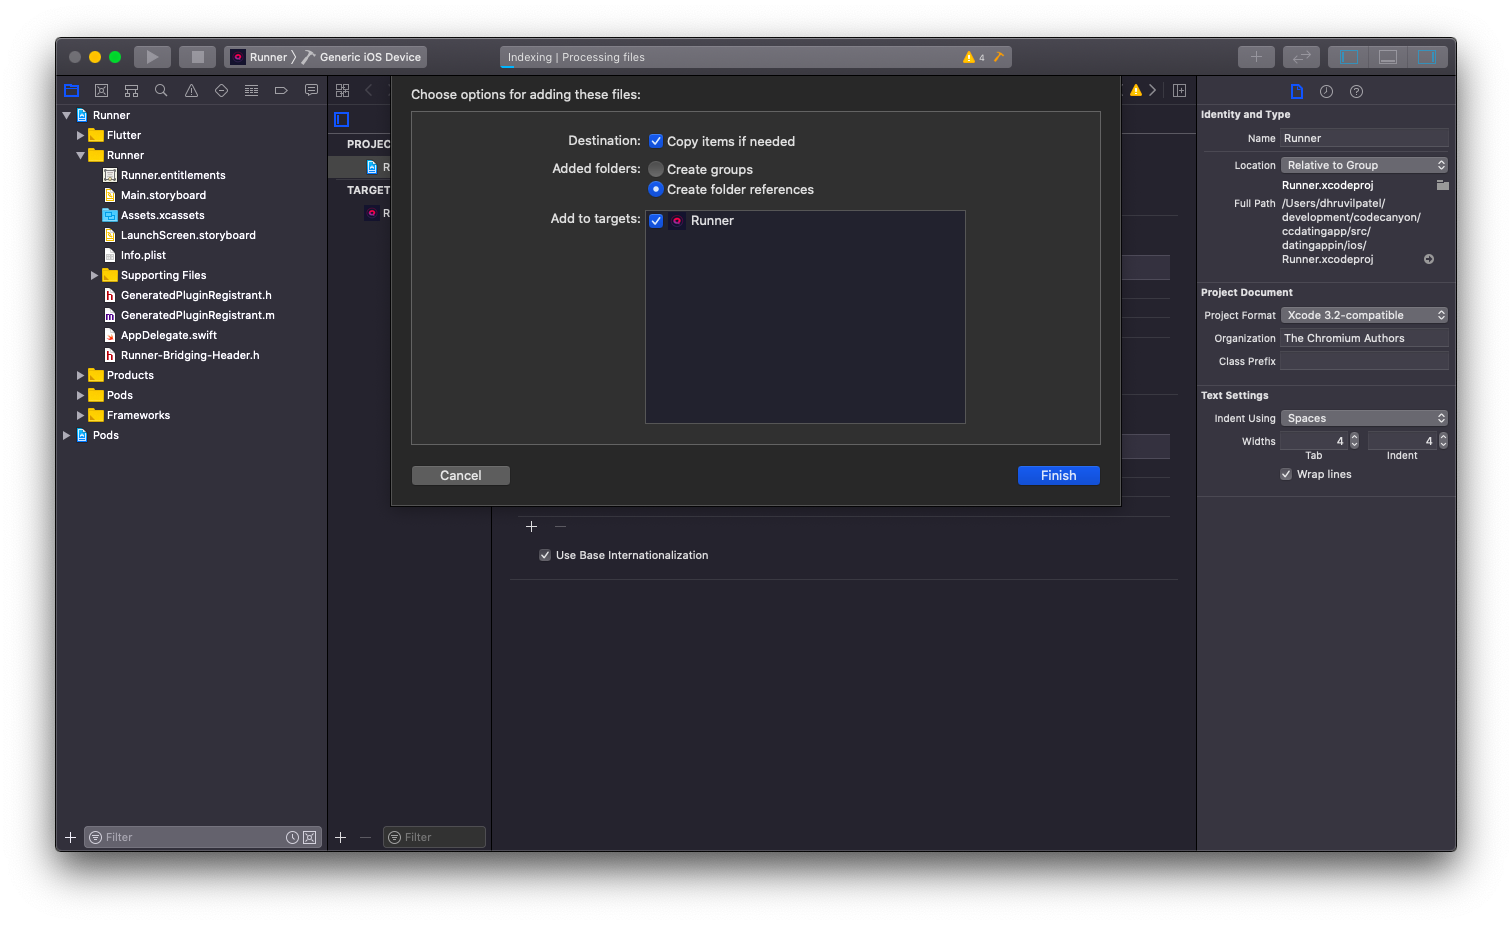 Runner
Generic iOS Device
Indexing | Processing files
4
Runner
Flutter
Runner
Runner.entitlements
Main.storyboard
Assets.xcassets
LaunchScreen.storyboard
Info.plist
Supporting Files
GeneratedPluginRegistrant.h
GeneratedPluginRegistrant.m
AppDelegate.swift
Runner-Bridging-Header.h
Products
Pods
Frameworks
Pods
Filter
PROJEC
R
TARGET
R
Filter
Choose options for adding these files:
Destination: Copy items if needed
Added folders: Create groups
Create folder references
Add to targets: Runner
Cancel
Finish
Use Base Internationalization
Identity and Type
Name Runner
Location Relative to Group
Runner.xcodeproj
Full Path /Users/dhruvilpatel/
development/codecanyon/
ccdatingapp/src/
datingappin/ios/
Runner.xcodeproj
Project Document
Project Format Xcode 3.2-compatible
Organization The Chromium Authors
Class Prefix
Text Settings
Indent Using Spaces
Widths 4 4
Tab Indent
Wrap lines